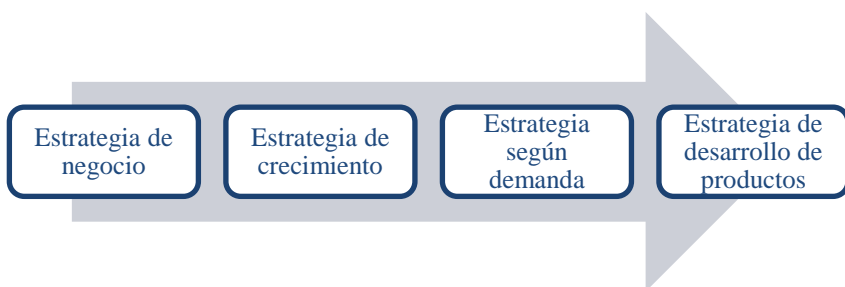 Estrategia de
negocio
Estrategia de
crecimiento
Estrategia
según
demanda
Estrategia de
desarrollo de
productos